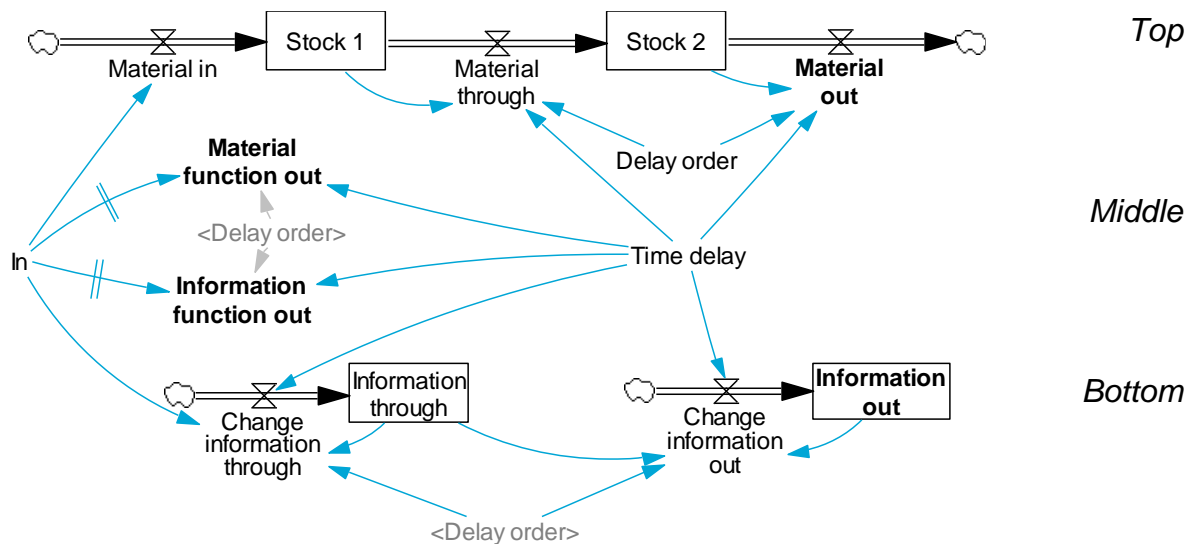 Stock 1
Stock 2
Top
Material in
Material
through
Material
out
Delay order
Material
function out
<Delay order>
Middle
In
Time delay
Information
function out
Information
through
Information
out
Bottom
Change
information
through
Change
information
out
<Delay order>